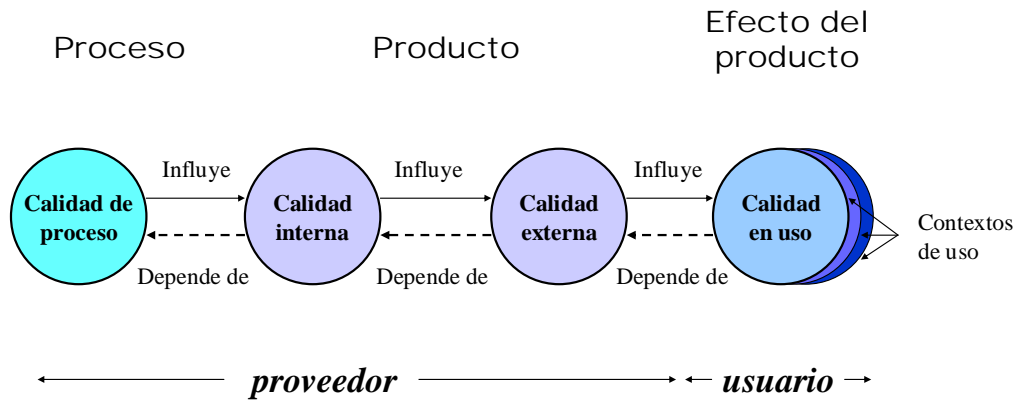 Proceso
Producto
Efecto del
producto
Influye
Influye
Influye
Calidad de
proceso
Calidad
interna
Calidad
externa
Calidad
en uso
Contextos
de uso
Depende de
Depende de
Depende de
proveedor
usuario